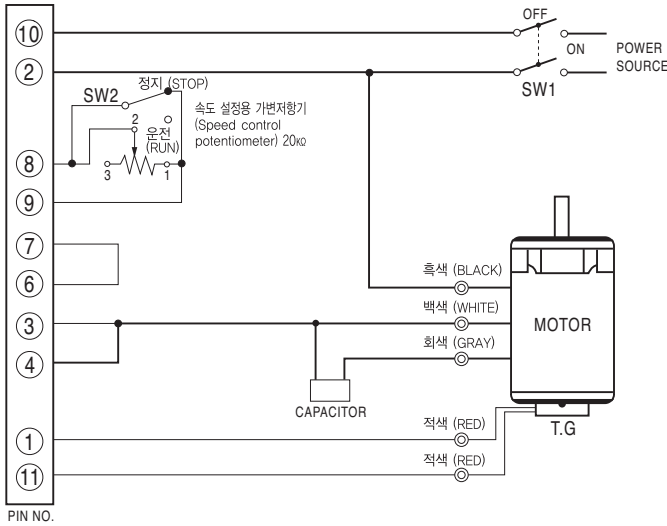 OFF
⑩
ON
POWER
SOURCE
②
SW1
정지 (STOP)
SW2
속도 설정용 가변저항기
(Speed control
potentiometer) 20KΩ
2
운전
(RUN)
⑧
3
1
⑨
⑦
흑색 (BLACK)
⑥
백색 (WHITE)
③
MOTOR
회색 (GRAY)
④
CAPACITOR
적색 (RED)
T.G
①
적색 (RED)
⑪
PIN NO.